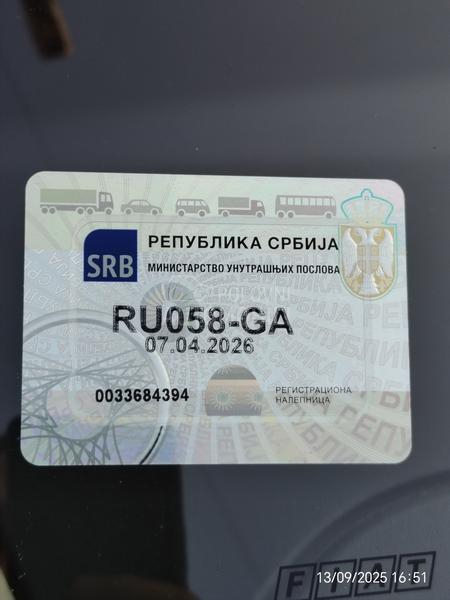 РЕПУБЛИКА СРБИЈА
SRB
МИНИСТАРСТВО УНУТРАШЊИХ ПОСЛОВА
RU058-GA
07.04.2026
0033684394
РЕГИСТРАЦИОНА
НАЛЕПНИЦА
FIAT
13/09/2025 16:51